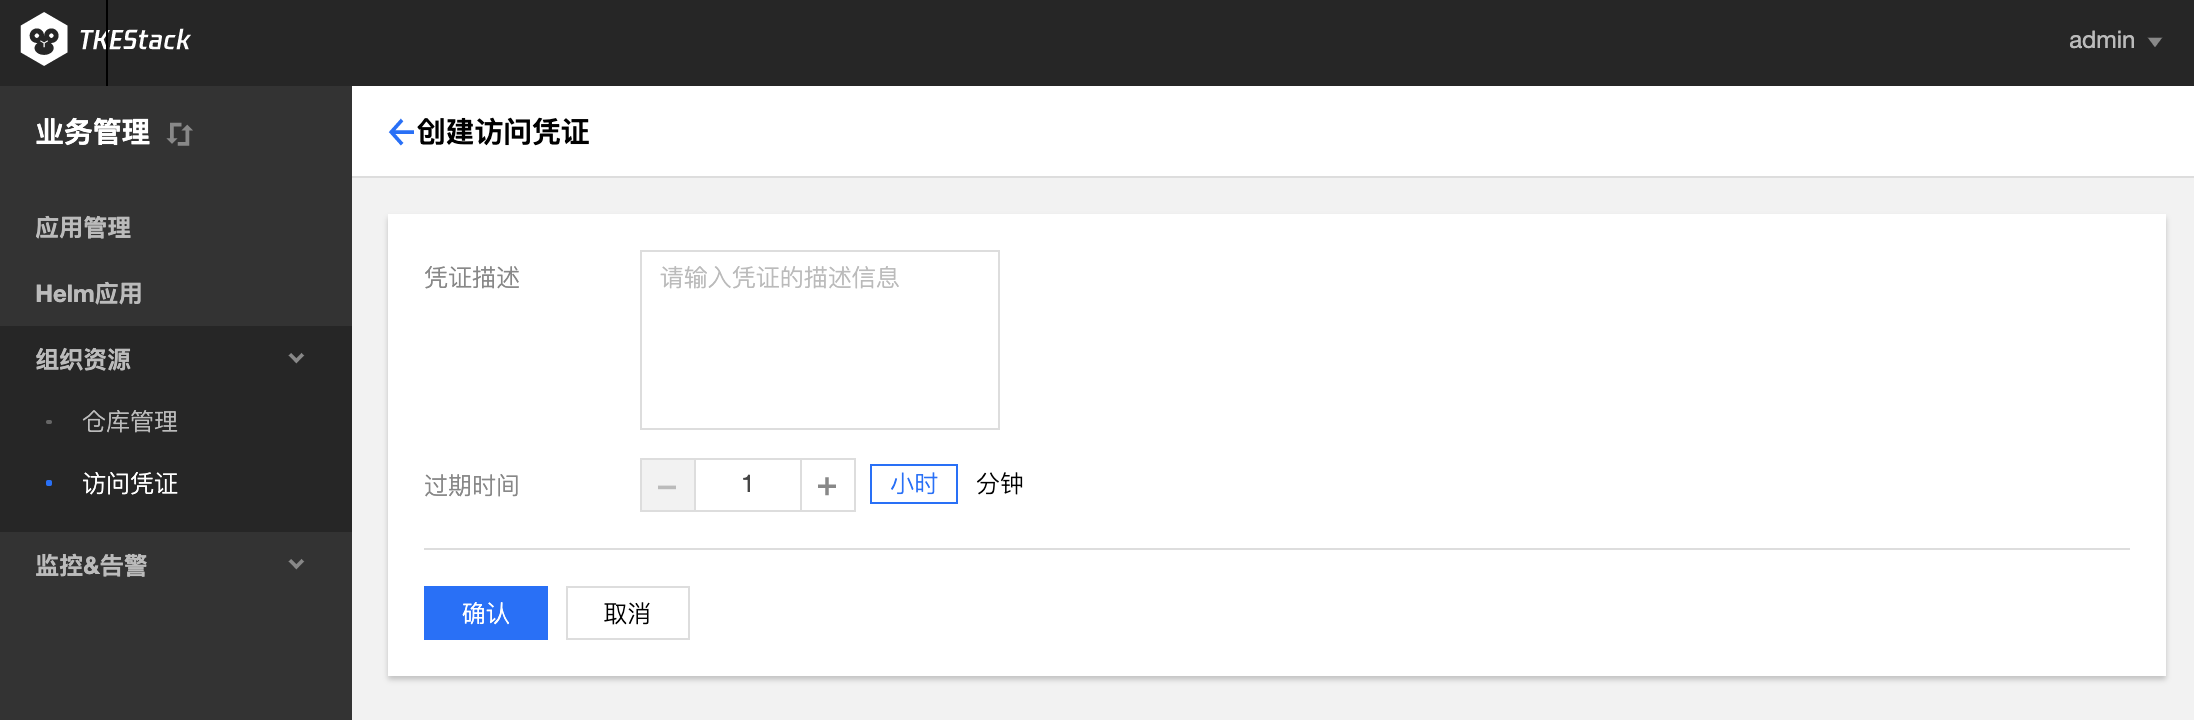 TKEStack
admin
业务管理
应用管理
Helm应用
组织资源
仓库管理
访问凭证
监控&告警
创建访问凭证
凭证描述
请输入凭证的描述信息
过期时间
1
小时
分钟
确认
取消